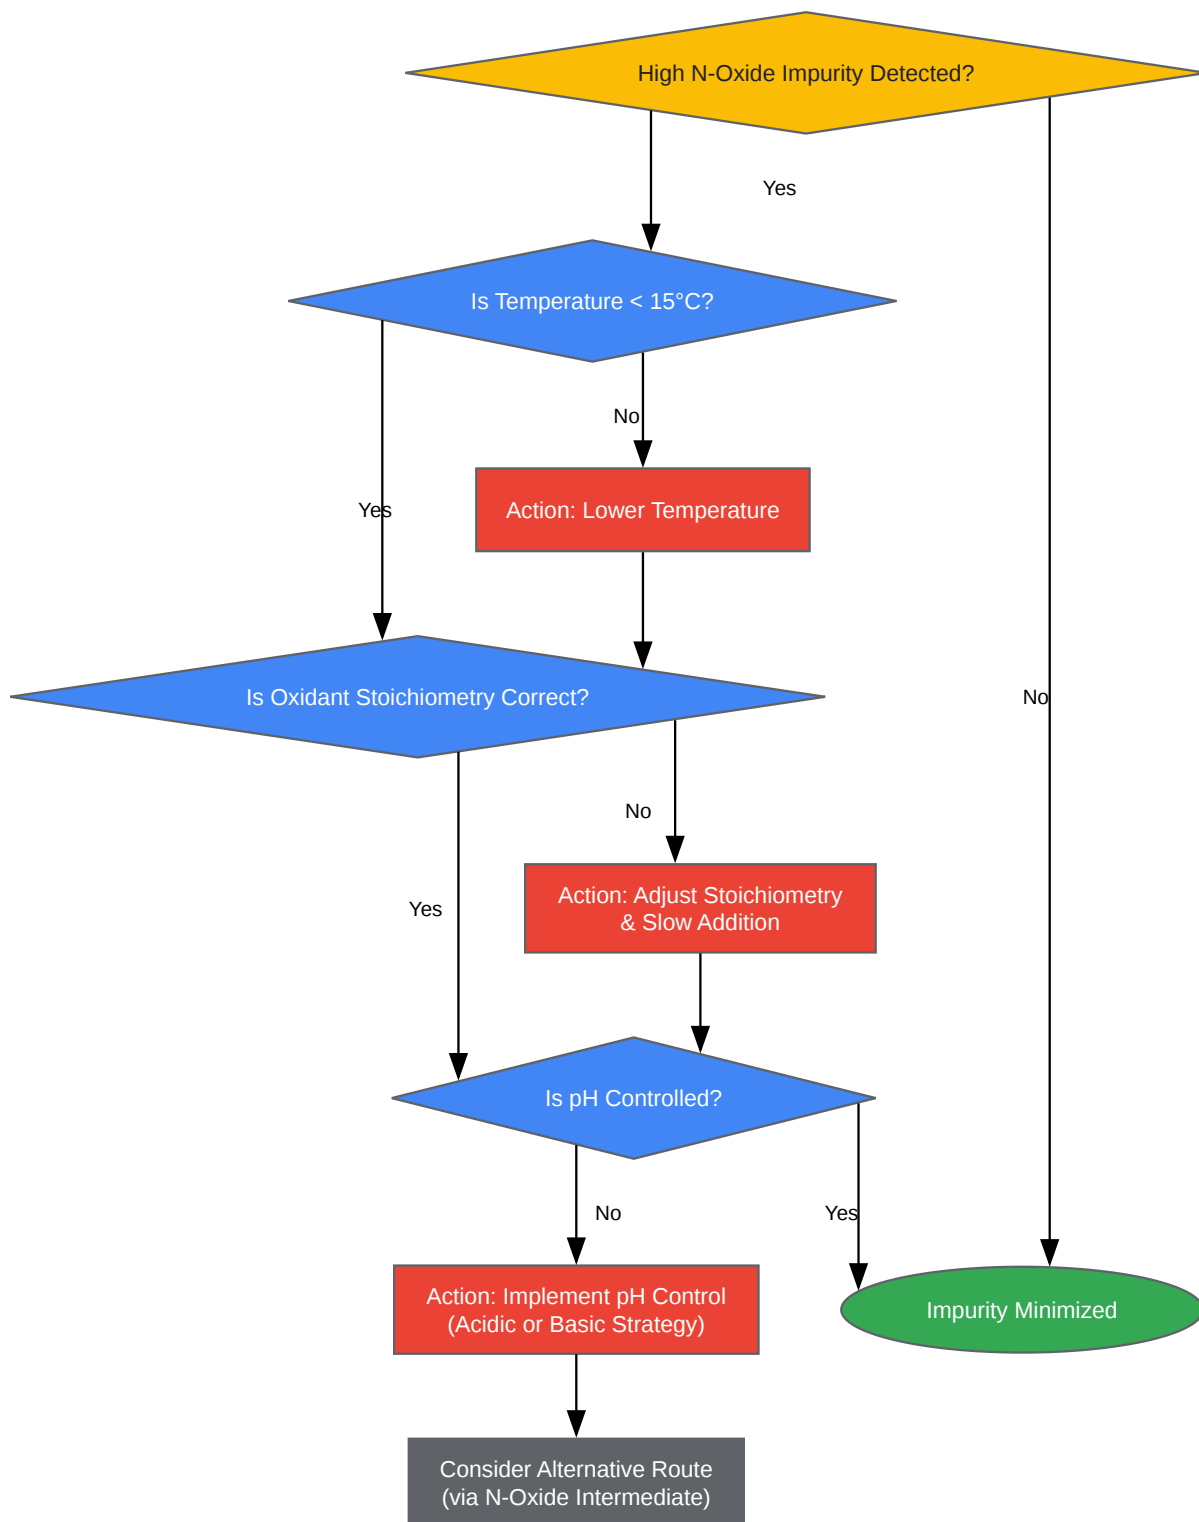 High N-Oxide Impurity Detected?
Yes
Is Temperature < 15°C?
No
Yes
Action: Lower Temperature
Is Oxidant Stoichiometry Correct?
No
No
Action: Adjust Stoichiometry
& Slow Addition
Yes
Is pH Controlled?
No
Yes
Action: Implement pH Control
(Acidic or Basic Strategy)
Impurity Minimized
Consider Alternative Route
(via N-Oxide Intermediate)